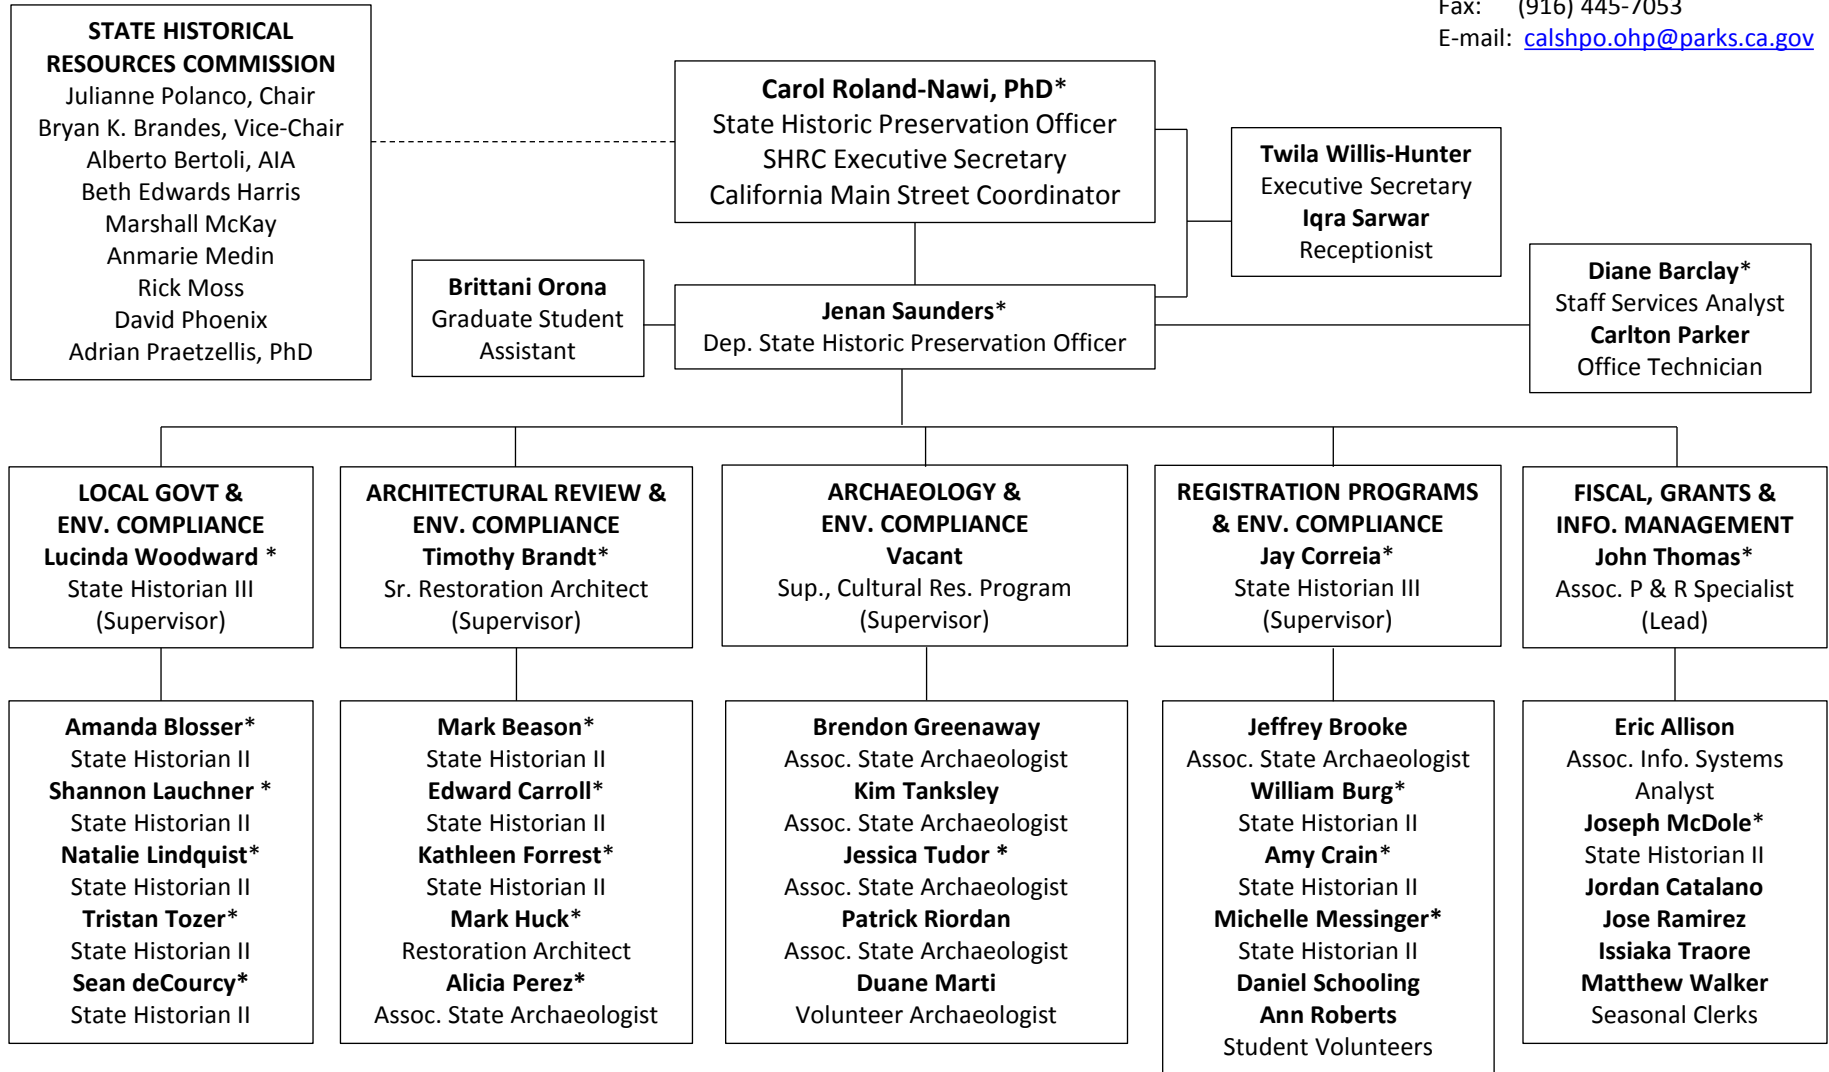 Fax: (916) 445-7053
E-mail: calshpo.ohp@parks.ca.gov
STATE HISTORICAL
RESOURCES COMMISSION
Julianne Polanco, Chair
Bryan K. Brandes, Vice-Chair
Alberto Bertoli, AIA
Beth Edwards Harris
Marshall McKay
Anmarie Medin
Rick Moss
David Phoenix
Adrian Praetzellis, PhD
Carol Roland-Nawi, PhD*
State Historic Preservation Officer
SHRC Executive Secretary
California Main Street Coordinator
Twila Willis-Hunter
Executive Secretary
Iqra Sarwar
Receptionist
Brittani Orona
Graduate Student
Assistant
Jenan Saunders*
Dep. State Historic Preservation Officer
Diane Barclay*
Staff Services Analyst
Carlton Parker
Office Technician
LOCAL GOVT &
ENV. COMPLIANCE
Lucinda Woodward *
State Historian III
(Supervisor)
ARCHITECTURAL REVIEW &
ENV. COMPLIANCE
Timothy Brandt*
Sr. Restoration Architect
(Supervisor)
ARCHAEOLOGY &
ENV. COMPLIANCE
Vacant
Sup., Cultural Res. Program
(Supervisor)
REGISTRATION PROGRAMS
& ENV. COMPLIANCE
Jay Correia*
State Historian III
(Supervisor)
FISCAL, GRANTS &
INFO. MANAGEMENT
John Thomas*
Assoc. P & R Specialist
(Lead)
Amanda Blosser*
State Historian II
Shannon Lauchner *
State Historian II
Natalie Lindquist*
State Historian II
Tristan Tozer*
State Historian II
Sean deCourcy*
State Historian II
Mark Beason*
State Historian II
Edward Carroll*
State Historian II
Kathleen Forrest*
State Historian II
Mark Huck*
Restoration Architect
Alicia Perez*
Assoc. State Archaeologist
Brendon Greenaway
Assoc. State Archaeologist
Kim Tanksley
Assoc. State Archaeologist
Jessica Tudor *
Assoc. State Archaeologist
Patrick Riordan
Assoc. State Archaeologist
Duane Marti
Volunteer Archaeologist
Jeffrey Brooke
Assoc. State Archaeologist
William Burg*
State Historian II
Amy Crain*
State Historian II
Michelle Messinger*
State Historian II
Daniel Schooling
Ann Roberts
Student Volunteers
Eric Allison
Assoc. Info. Systems
Analyst
Joseph McDole*
State Historian II
Jordan Catalano
Jose Ramirez
Issiaka Traore
Matthew Walker
Seasonal Clerks